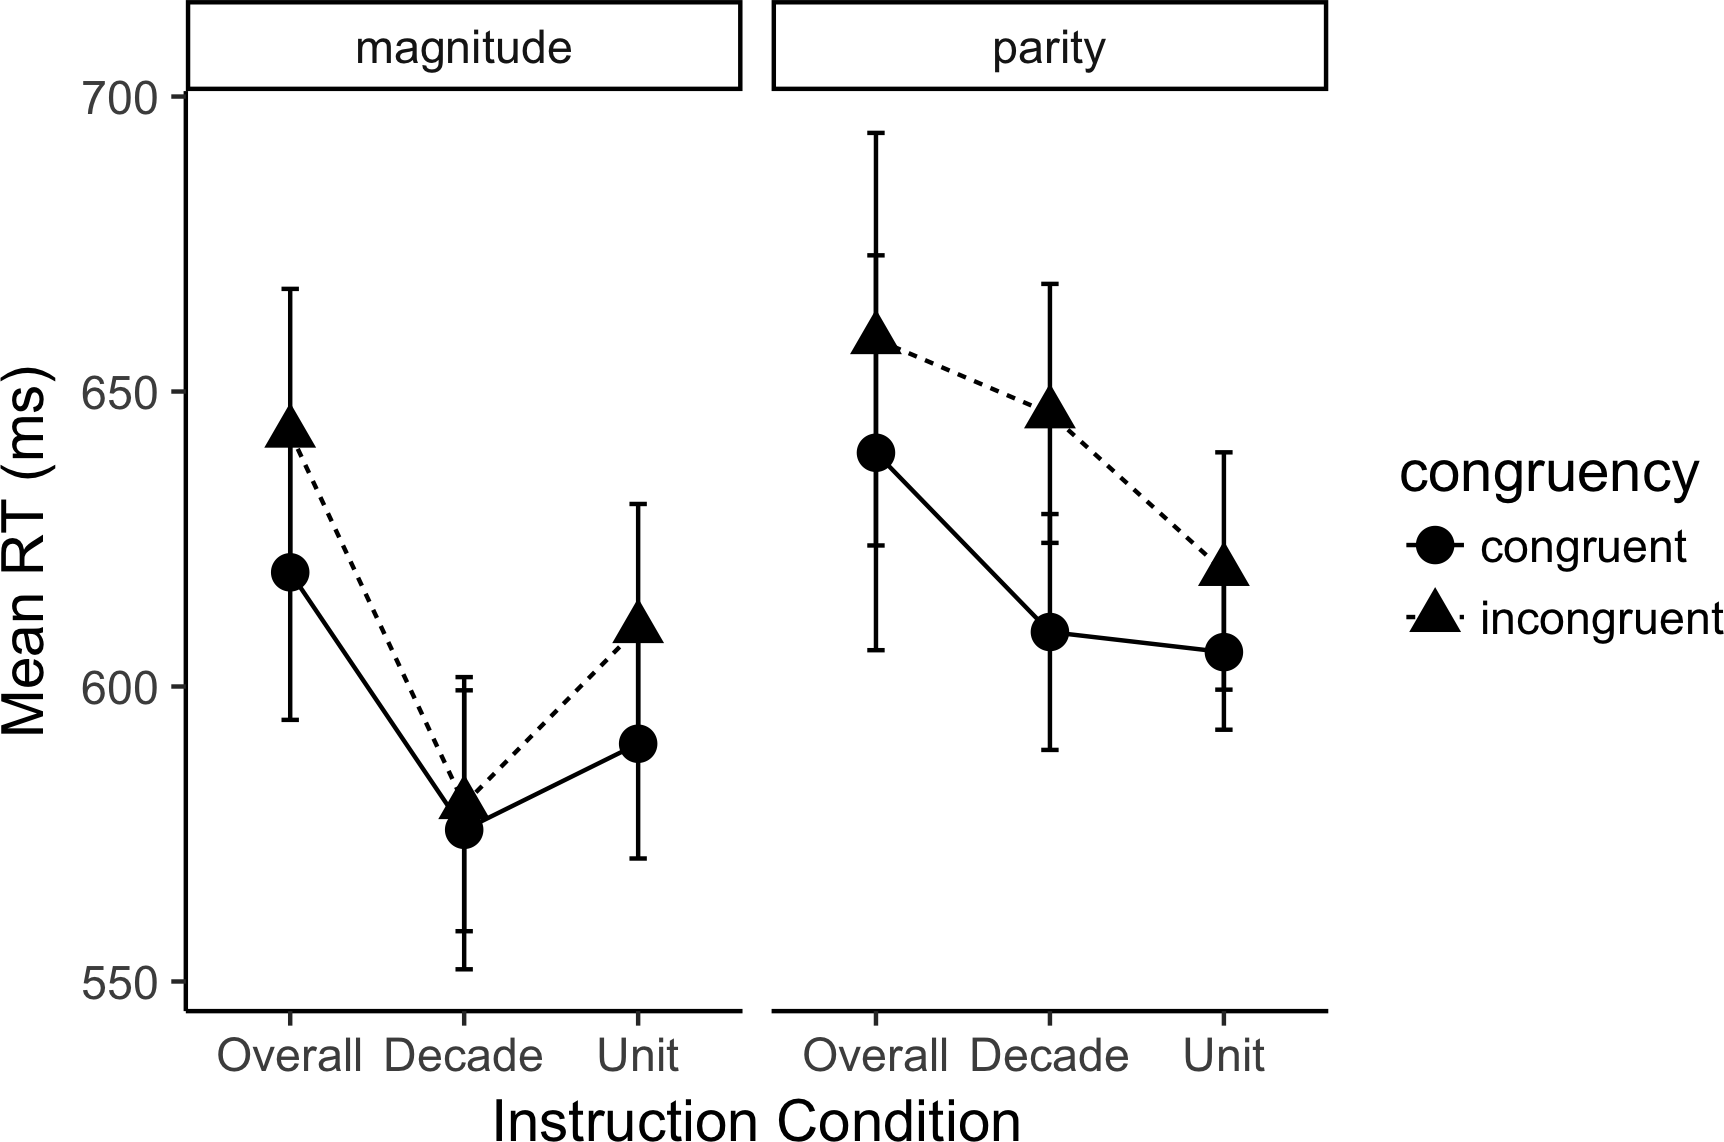 magnitude
parity
700
650
600
550
Mean RT (ms)
Overall Decade Unit
Overall Decade Unit
Instruction Condition
congruency
congruent
incongruent